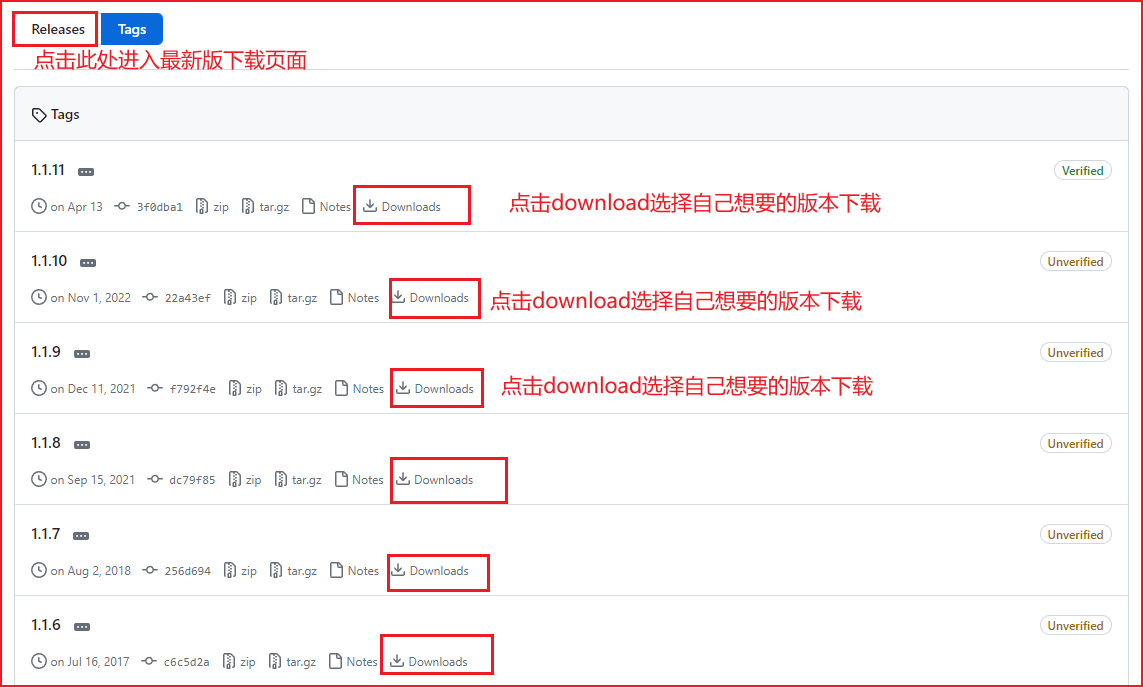 Releases Tags
点击此处进入最新版下载页面
Tags
1.1.11 Verified
on Apr 13 3f0dba1 zip tar.gz Notes Downloads 点击download选择自己想要的版本下载
1.1.10 Unverified
on Nov 1, 2022 22a43ef zip tar.gz Notes Downloads 点击download选择自己想要的版本下载
1.1.9 Unverified
on Dec 11, 2021 f792f4e zip tar.gz Notes Downloads 点击download选择自己想要的版本下载
1.1.8 Unverified
on Sep 15, 2021 dc79f85 zip tar.gz Notes Downloads
1.1.7 Unverified
on Aug 2, 2018 256d694 zip tar.gz Notes Downloads
1.1.6 Unverified
on Jul 16, 2017 c6c5d2a zip tar.gz Notes Downloads